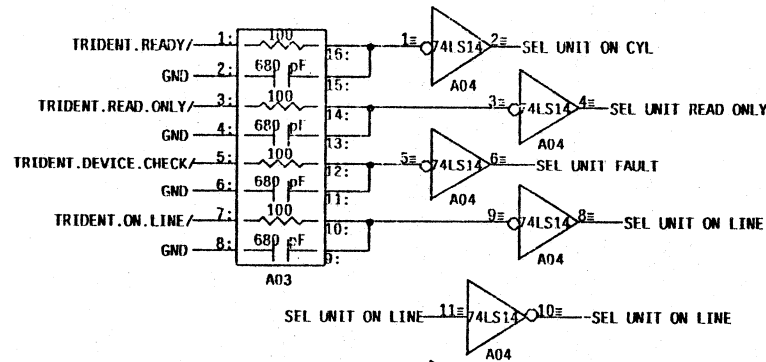 TRIDENT.READY/ 1: 100 16: 1≡ 74LS14 2≡ SEL UNIT ON CYL
GND 2: 680 pF 15: A04
TRIDENT.READ.ONLY/ 3: 100 14: 3≡ 74LS14 4≡ SEL UNIT READ ONLY
GND 4: 680 pF 13: A04
TRIDENT.DEVICE.CHECK/ 5: 100 12: 5≡ 74LS14 6≡ SEL UNIT FAULT
GND 6: 680 pF 11: A04
TRIDENT.ON.LINE/ 7: 100 10: 9≡ 74LS14 8≡ SEL UNIT ON LINE
GND 8: 680 pF 9: A04
A03
SEL UNIT ON LINE 11≡ 74LS14 10≡ -SEL UNIT ON LINE
A04